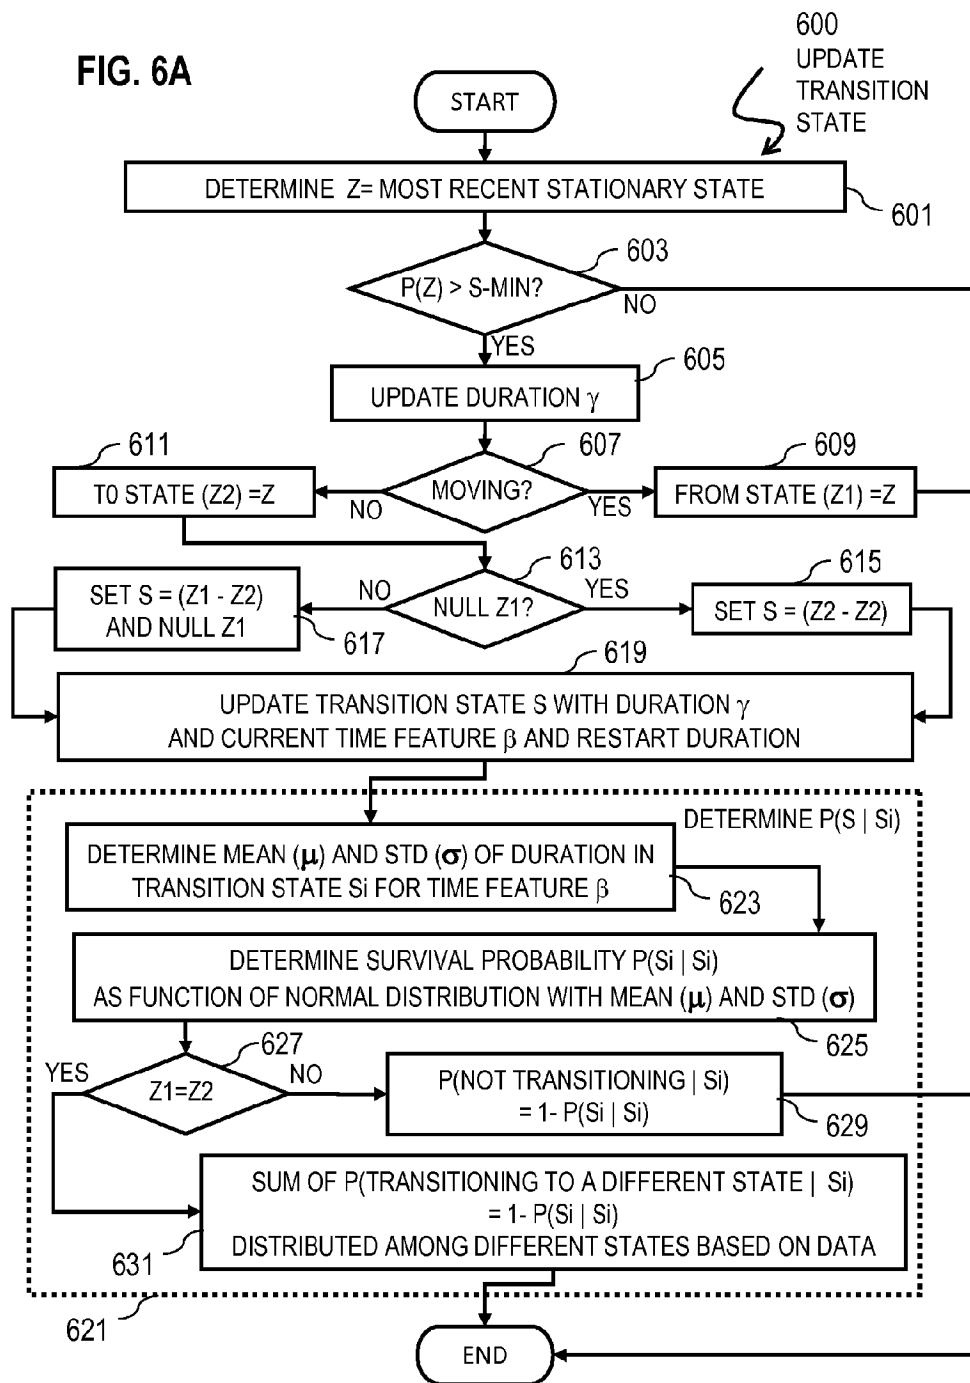 FIG. 6A
600
UPDATE
TRANSITION
STATE
START
DETERMINE Z= MOST RECENT STATIONARY STATE
601
603
P(Z) > S-MIN?
NO
YES
605
UPDATE DURATION γ
611
607
609
T0 STATE (Z2) =Z
NO
MOVING?
YES
FROM STATE (Z1) =Z
613
615
SET S = (Z1 - Z2)
AND NULL Z1
617
NO
NULL Z1?
YES
SET S = (Z2 - Z2)
619
UPDATE TRANSITION STATE S WITH DURATION γ
AND CURRENT TIME FEATURE β AND RESTART DURATION
DETERMINE P(S | Si)
DETERMINE MEAN (μ) AND STD (σ) OF DURATION IN
TRANSITION STATE Si FOR TIME FEATURE β
623
DETERMINE SURVIVAL PROBABILITY P(Si | Si)
AS FUNCTION OF NORMAL DISTRIBUTION WITH MEAN (μ) AND STD (σ)
625
627
YES
Z1=Z2
NO
P(NOT TRANSITIONING | Si)
= 1- P(Si | Si)
629
SUM OF P(TRANSITIONING TO A DIFFERENT STATE | Si)
= 1- P(Si | Si)
DISTRIBUTED AMONG DIFFERENT STATES BASED ON DATA
631
621
END